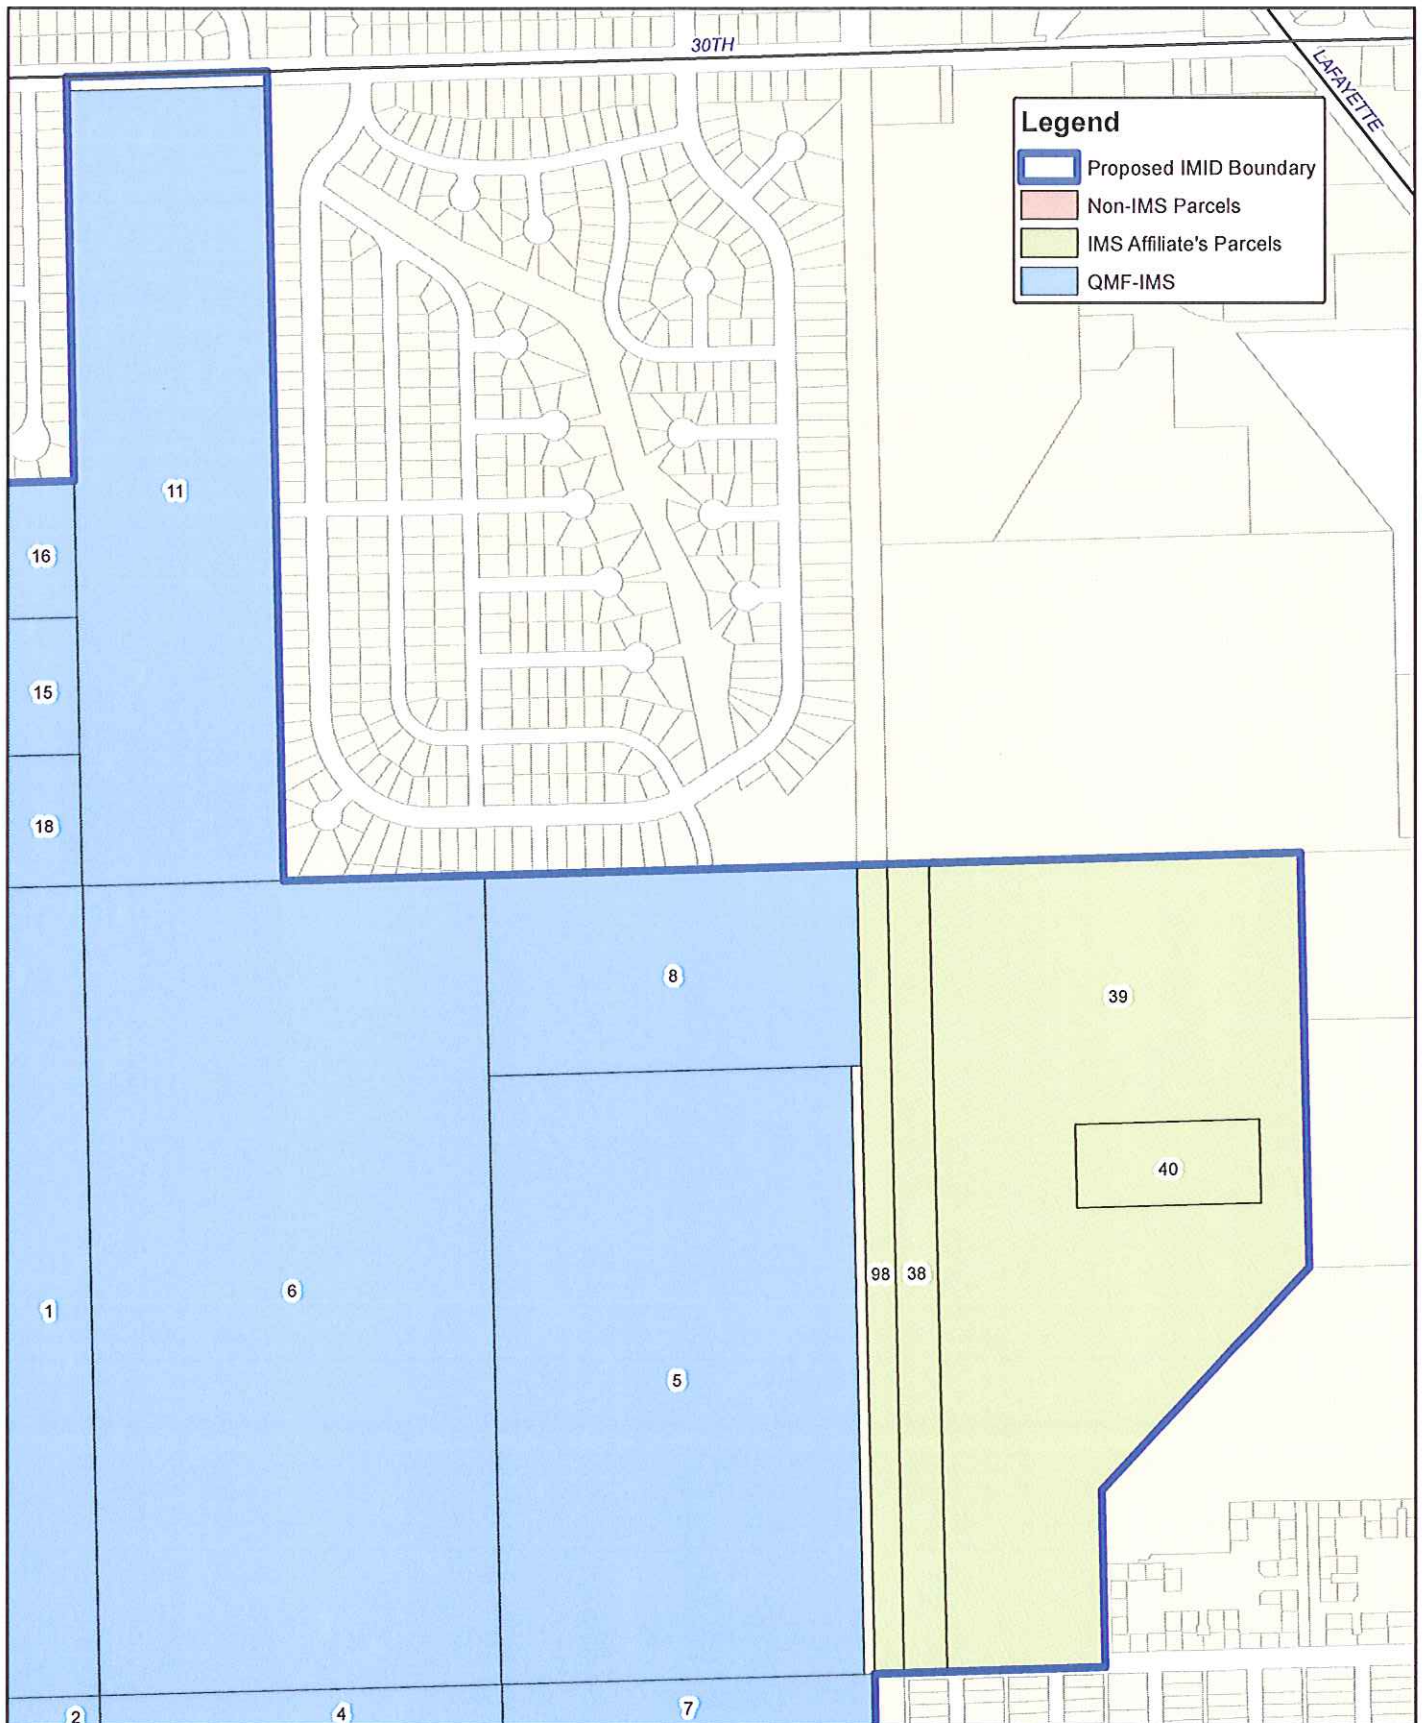 30TH
LAFAYETTE
Legend
Proposed IMID Boundary
Non-IMS Parcels
IMS Affiliate's Parcels
QMF-IMS
11
16
15
18
8
39
40
98
38
6
1
5
2
4
7